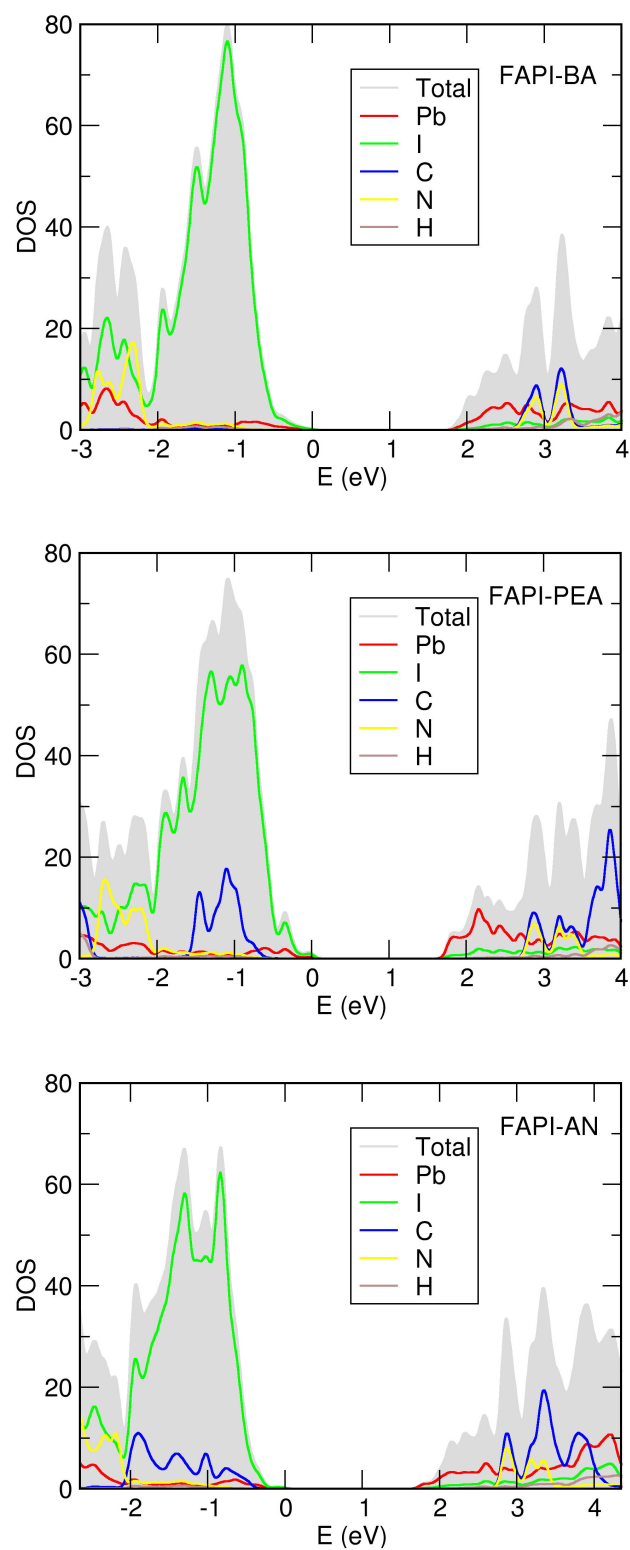 80
FAPI-BA
Total
Pb
I
C
N
H
60
40
20
0
DOS
-3 -2 -1 0 1 2 3 4
E (eV)
80
FAPI-PEA
Total
Pb
I
C
N
H
60
40
20
0
DOS
-3 -2 -1 0 1 2 3 4
E (eV)
80
FAPI-AN
Total
Pb
I
C
N
H
60
40
20
0
DOS
-2 -1 0 1 2 3 4
E (eV)